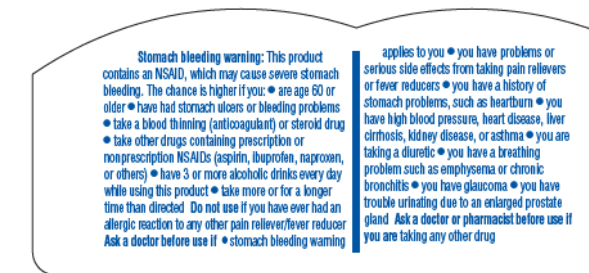 Stomach bleeding warning: This product
contains an NSAID, which may cause severe stomach
bleeding. The chance is higher if you: ● are age 60 or
older ● have had stomach ulcers or bleeding problems
● take a blood thinning (anticoagulant) or steroid drug
● take other drugs containing prescription or
nonprescription NSAIDs (aspirin, ibuprofen, naproxen,
or others) ● have 3 or more alcoholic drinks every day
while using this product ● take more or for a longer
time than directed Do not use if you have ever had an
allergic reaction to any other pain reliever/fever reducer
Ask a doctor before use if ● stomach bleeding warning
applies to you ● you have problems or
serious side effects from taking pain relievers
or fever reducers ● you have a history of
stomach problems, such as heartburn ● you
have high blood pressure, heart disease, liver
cirrhosis, kidney disease, or asthma ● you are
taking a diuretic ● you have a breathing
problem such as emphysema or chronic
bronchitis ● you have glaucoma ● you have
trouble urinating due to an enlarged prostate
gland Ask a doctor or pharmacist before use if
you are taking any other drug